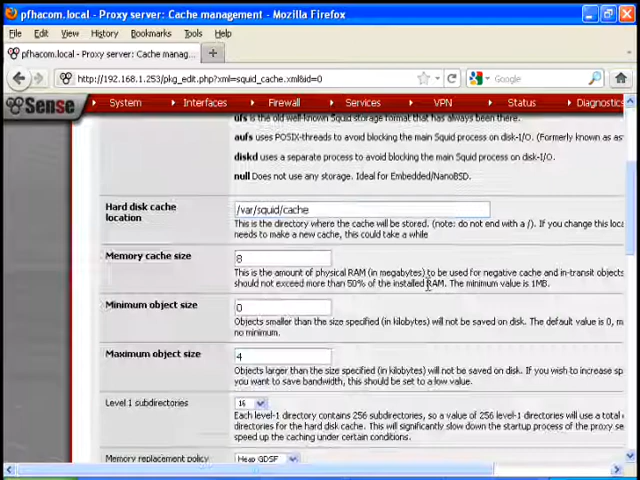 pfhacom.local - Proxy server: Cache management - Mozilla Firefox
File Edit View History Bookmarks Tools Help
pfhacom.local - Proxy server: Cache manag...
http://192.168.1.253/pkg_edit.php?xml=squid_cache.xml&id=0
Google
Sense
System Interfaces Firewall Services VPN Status Diagnostics
ufs is the old well-known Squid storage format that has always been there.
aufs uses POSIX-threads to avoid blocking the main Squid process on disk-I/O. (Formerly known as
diskd uses a separate process to avoid blocking the main Squid process on disk-I/O.
null Does not use any storage. Ideal for Embedded/NanoBSD.
Hard disk cache location
/var/squid/cache
This is the directory where the cache will be stored. (note: do not end with a /). If you change this loca
needs to make a new cache, this could take a while
Memory cache size
8
This is the amount of physical RAM (in megabytes) to be used for negative cache and in-transit objects
should not exceed more than 50% of the installed RAM. The minimum value is 1MB.
Minimum object size
0
Objects smaller than the size specified (in kilobytes) will not be saved on disk. The default value is 0, m
no minimum.
Maximum object size
4
Objects larger than the size specified (in kilobytes) will not be saved on disk. If you wish to increase sp
you want to save bandwidth, this should be set to a low value.
Level 1 subdirectories
16
Each level-1 directory contains 256 subdirectories, so a value of 256 level-1 directories will use a total
directories for the hard disk cache. This will significantly slow down the startup process of the proxy se
speed up the caching under certain conditions.
Memory replacement policy
Heap GDSF